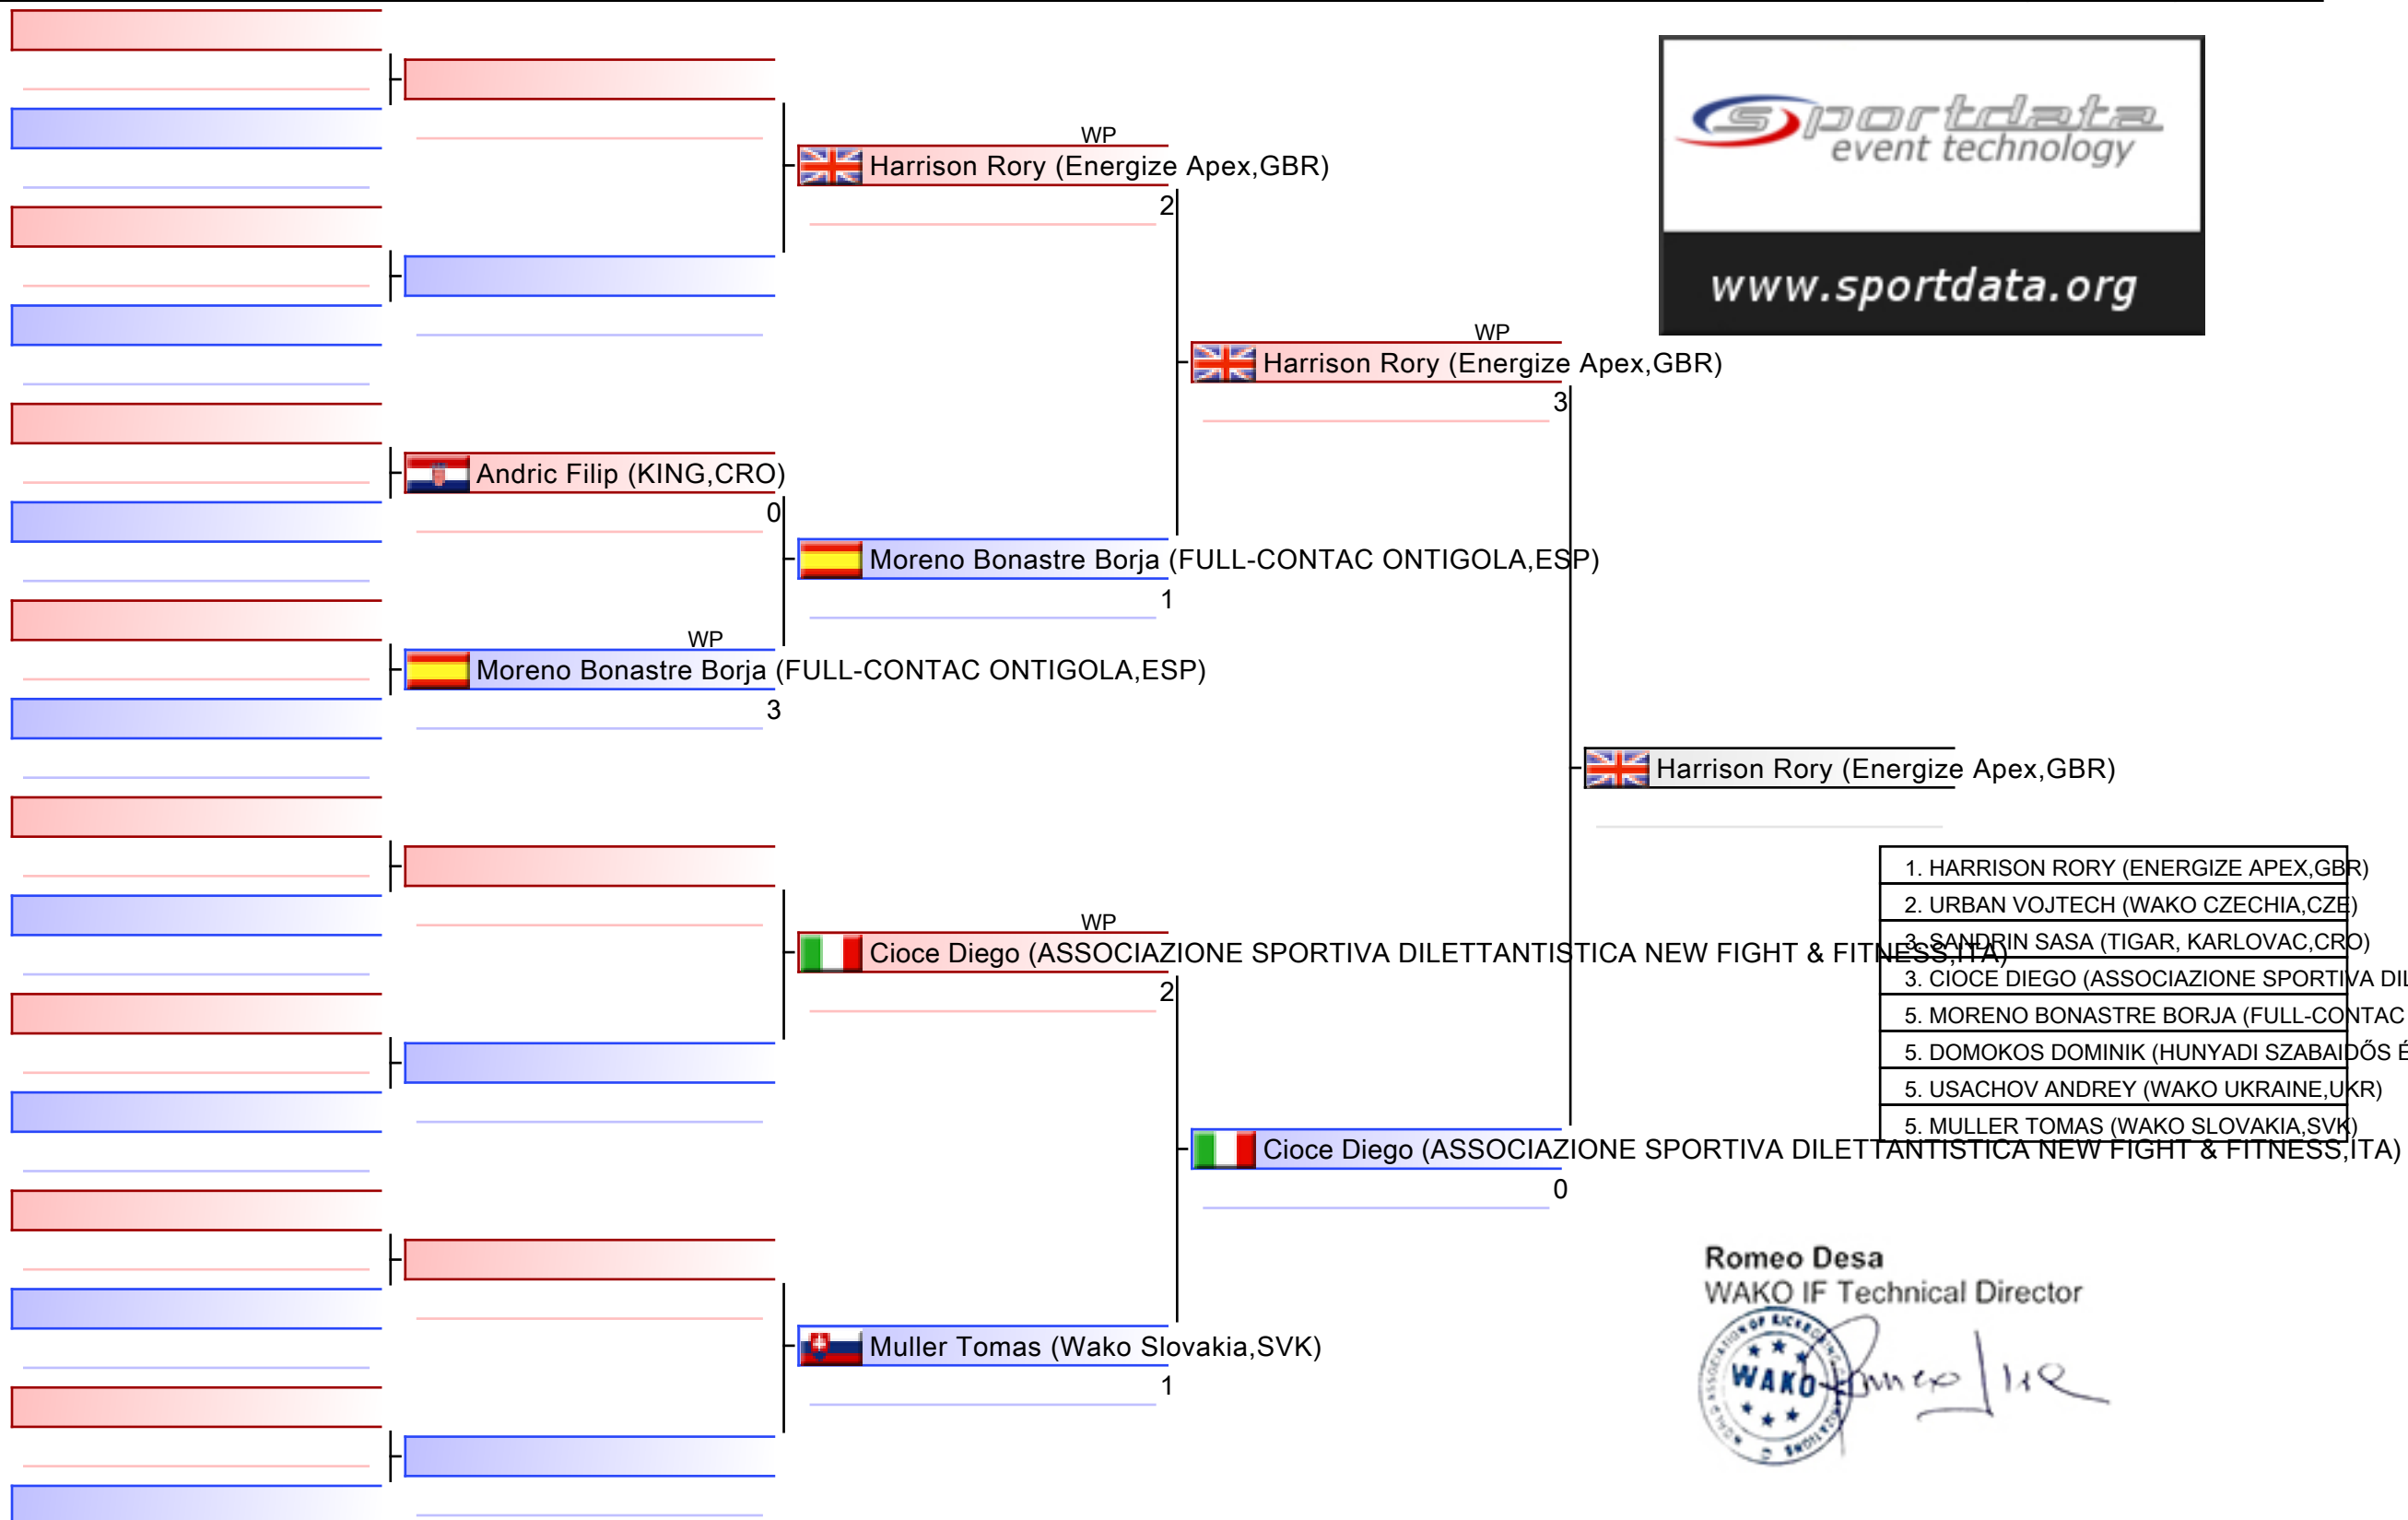 sportdata
event technology
www.sportdata.org
WP
Harrison Rory (Energize Apex,GBR)
2
WP
Harrison Rory (Energize Apex,GBR)
3
Andric Filip (KING,CRO)
0
Moreno Bonastre Borja (FULL-CONTAC ONTIGOLA,ESP)
1
WP
Moreno Bonastre Borja (FULL-CONTAC ONTIGOLA,ESP)
3
Harrison Rory (Energize Apex,GBR)
1. HARRISON RORY (ENERGIZE APEX,GBR)
2. URBAN VOJTECH (WAKO CZECHIA,CZE)
3. SANDRIN SASA (TIGAR, KARLOVAC,CRO)
3. CIOCE DIEGO (ASSOCIAZIONE SPORTIVA DIL
5. MORENO BONASTRE BORJA (FULL-CONTAC
5. DOMOKOS DOMINIK (HUNYADI SZABAIDŐS É
5. USACHOV ANDREY (WAKO UKRAINE,UKR)
5. MULLER TOMAS (WAKO SLOVAKIA,SVK)
WP
Cioce Diego (ASSOCIAZIONE SPORTIVA DILETTANTISTICA NEW FIGHT & FITNESS,ITA)
2
Cioce Diego (ASSOCIAZIONE SPORTIVA DILETTANTISTICA NEW FIGHT & FITNESS,ITA)
0
Muller Tomas (Wako Slovakia,SVK)
1
Romeo Desa
WAKO IF Technical Director
WAKO